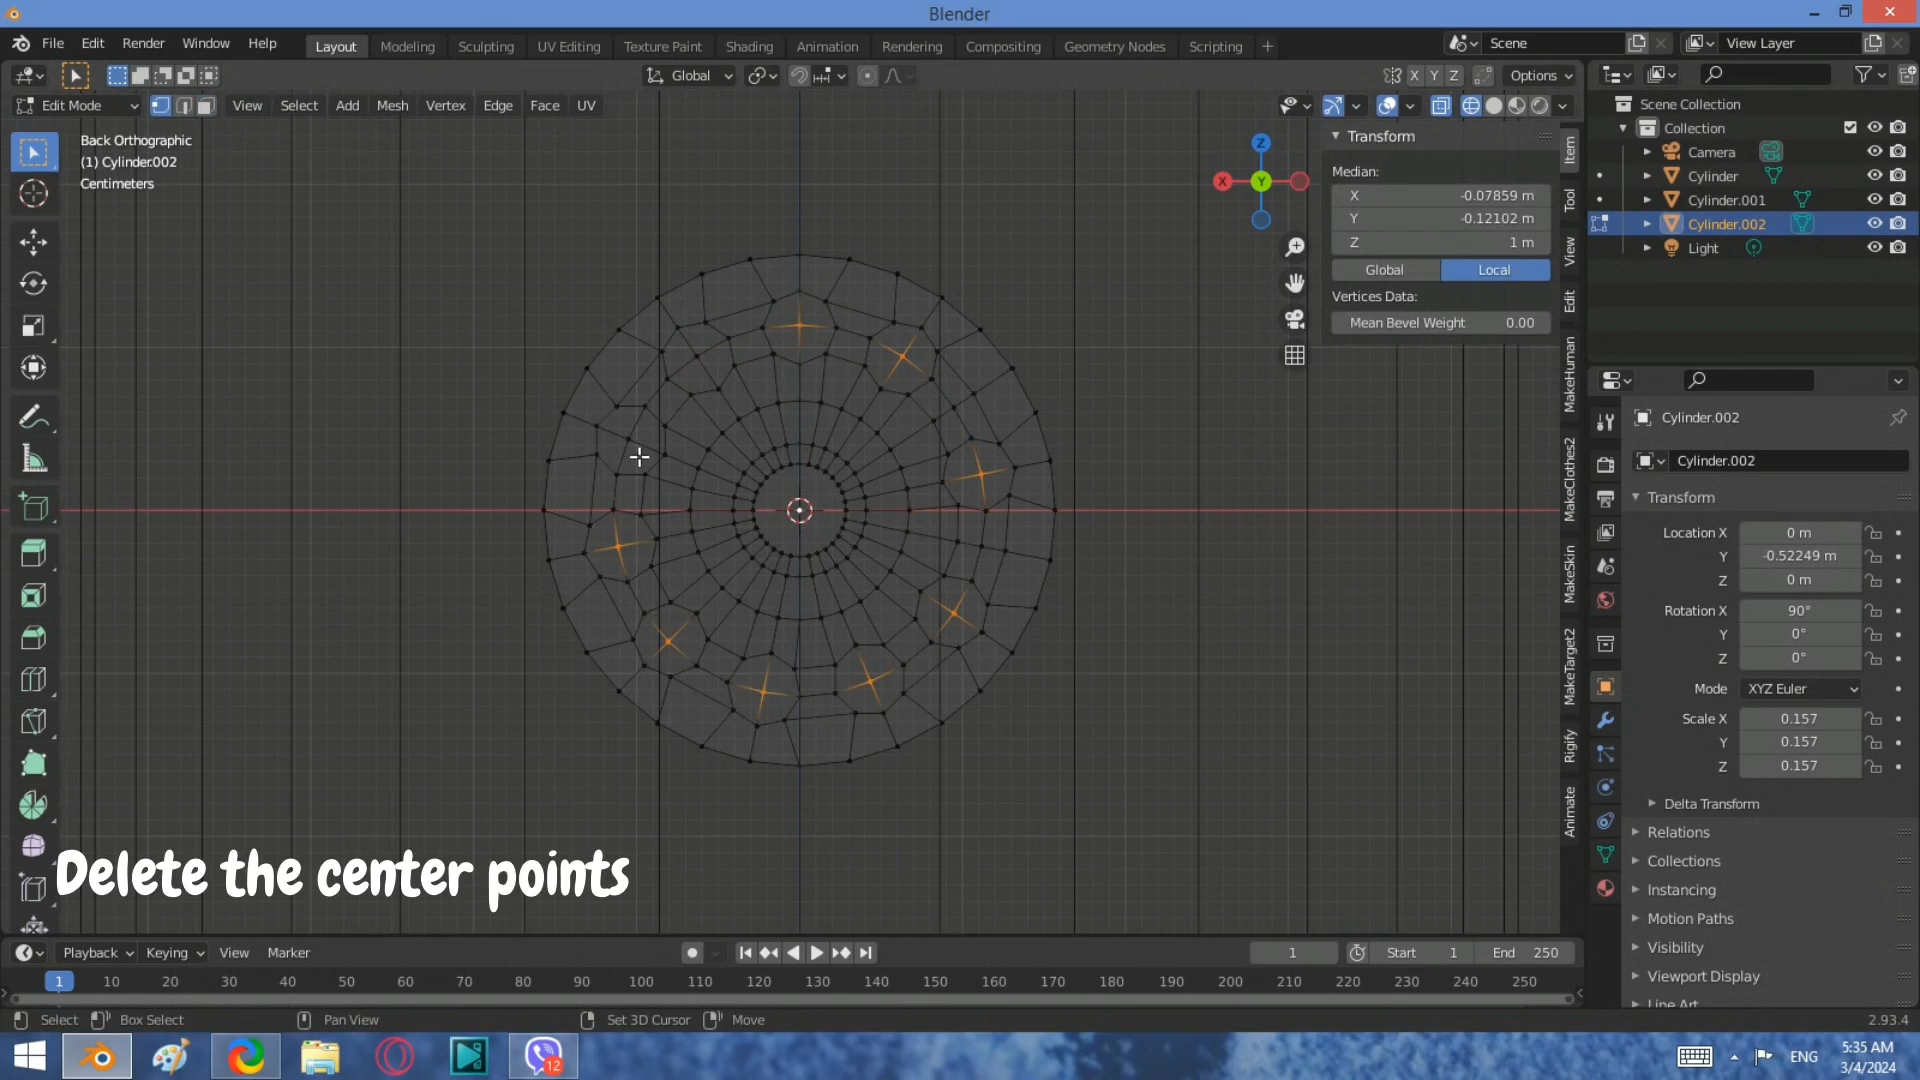 Blender
File Edit Render Window Help Layout Modeling Sculpting UV Editing Texture Paint Shading Animation Rendering Compositing Geometry Nodes Scripting + Scene View Layer
Global X Y Z Options
Edit Mode View Select Add Mesh Vertex Edge Face UV
Back Orthographic
(1) Cylinder.002
Centimeters
Z
X
Y
Transform
Median:
X -0.07859 m
Y -0.12102 m
Z 1 m
Global Local
Vertices Data:
Mean Bevel Weight 0.00
Item
Tool
View
Edit
MakeHuman
MakeClothes2
MakeSkin
MakeTarget2
Rigify
Animate
Scene Collection
Collection
Camera
Cylinder
Cylinder.001
Cylinder.002
Light
Cylinder.002
Cylinder.002
Transform
Location X 0 m
Y -0.52249 m
Z 0 m
Rotation X 90°
Y 0°
Z 0°
Mode XYZ Euler
Scale X 0.157
Y 0.157
Z 0.157
Delta Transform
Relations
Collections
Instancing
Motion Paths
Visibility
Viewport Display
Line Art
Delete the center points
Playback Keying View Marker 1 Start 1 End 250
1 10 20 30 40 50 60 70 80 90 100 110 120 130 140 150 160 170 180 190 200 210 220 230 240 250
Select Box Select Pan View Set 3D Cursor Move 2.93.4
12
ENG
5:35 AM
3/4/2024